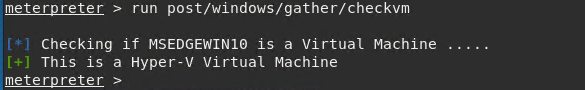 meterpreter > run post/windows/gather/checkvm
[*] Checking if MSEDGEWIN10 is a Virtual Machine .....
[+] This is a Hyper-V Virtual Machine
meterpreter >